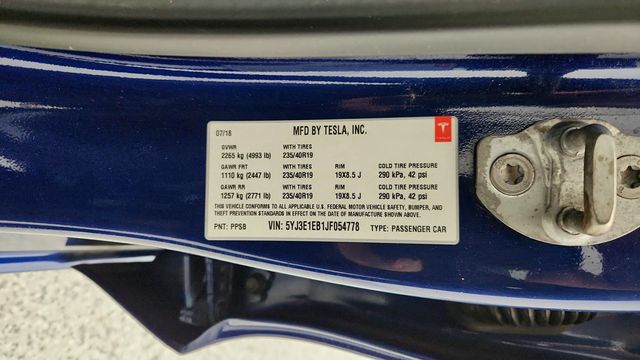 07/18 MFD BY TESLA, INC.
GVWR WITH TIRES
2265 kg (4993 lb) 235/40R19
GAWR FRT WITH TIRES RIM COLD TIRE PRESSURE
1110 kg (2447 lb) 235/40R19 19X8.5 J 290 kPa, 42 psi
GAWR RR WITH TIRES RIM COLD TIRE PRESSURE
1257 kg (2771 lb) 235/40R19 19X8.5 J 290 kPa, 42 psi
THIS VEHICLE CONFORMS TO ALL APPLICABLE U.S. FEDERAL MOTOR VEHICLE SAFETY, BUMPER, AND
THEFT PREVENTION STANDARDS IN EFFECT ON THE DATE OF MANUFACTURE SHOWN ABOVE.
PNT: PPSB VIN: 5YJ3E1EB1JF054778 TYPE: PASSENGER CAR